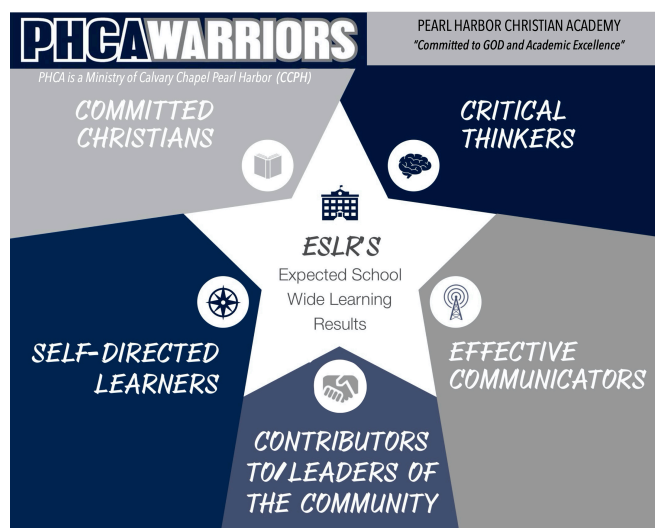 PHCAWARRIORS
PEARL HARBOR CHRISTIAN ACADEMY
"Committed to GOD and Academic Excellence"
PHCA is a Ministry of Calvary Chapel Pearl Harbor (CCPH)
COMMITTED
CHRISTIANS
CRITICAL
THINKERS
ESLR'S
Expected School
Wide Learning
Results
SELF-DIRECTED
LEARNERS
EFFECTIVE
COMMUNICATORS
CONTRIBUTORS
TO/LEADERS OF
THE COMMUNITY